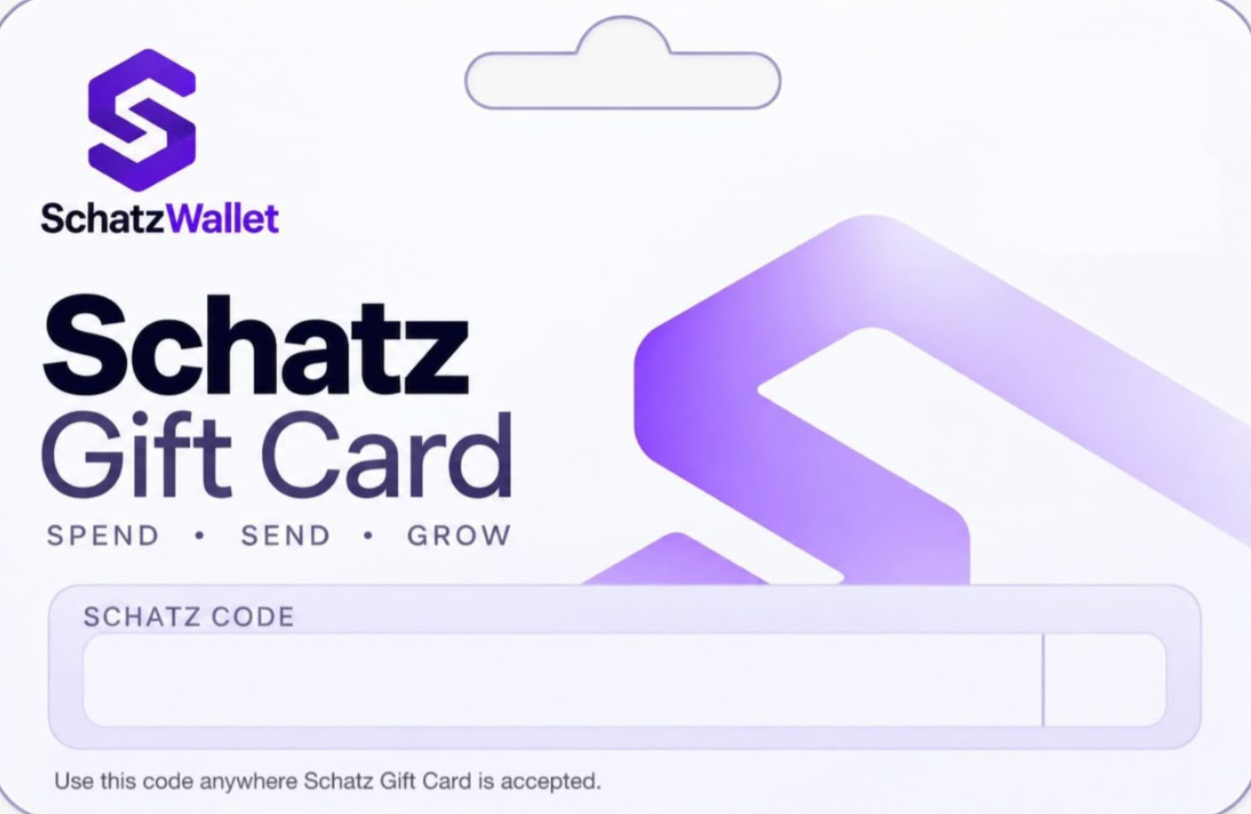 SchatzWallet
Schatz
Gift Card
SPEND • SEND • GROW
SCHATZ CODE
Use this code anywhere Schatz Gift Card is accepted.